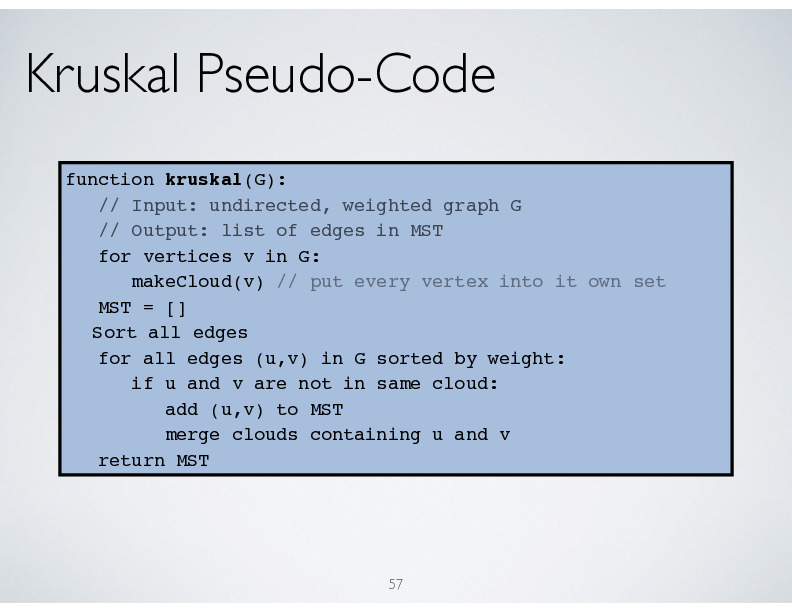 Kruskal Pseudo-Code
function kruskal(G):
// Input: undirected, weighted graph G
// Output: list of edges in MST
for vertices v in G:
makeCloud(v) // put every vertex into it own set
MST = []
Sort all edges
for all edges (u,v) in G sorted by weight:
if u and v are not in same cloud:
add (u,v) to MST
merge clouds containing u and v
return MST
57